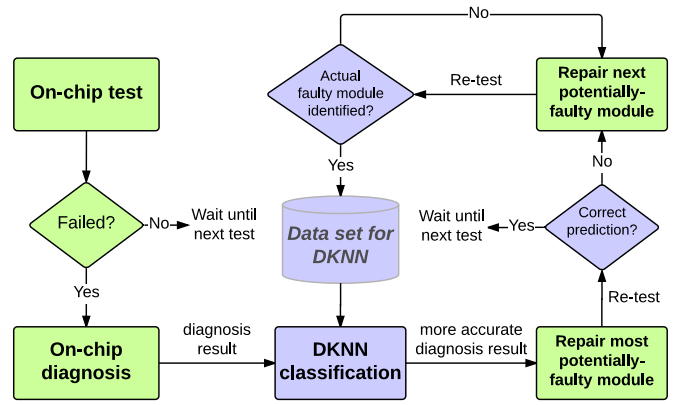 No
On-chip test
Actual
faulty module
identified?
Re-test
Repair next
potentially-
faulty module
Yes
No
Failed?
No
Wait until
next test
Data set for
DKNN
Wait until
next test
Yes
Correct
prediction?
Yes
Re-test
On-chip
diagnosis
diagnosis
result
DKNN
classification
more accurate
diagnosis result
Repair most
potentially-
faulty module